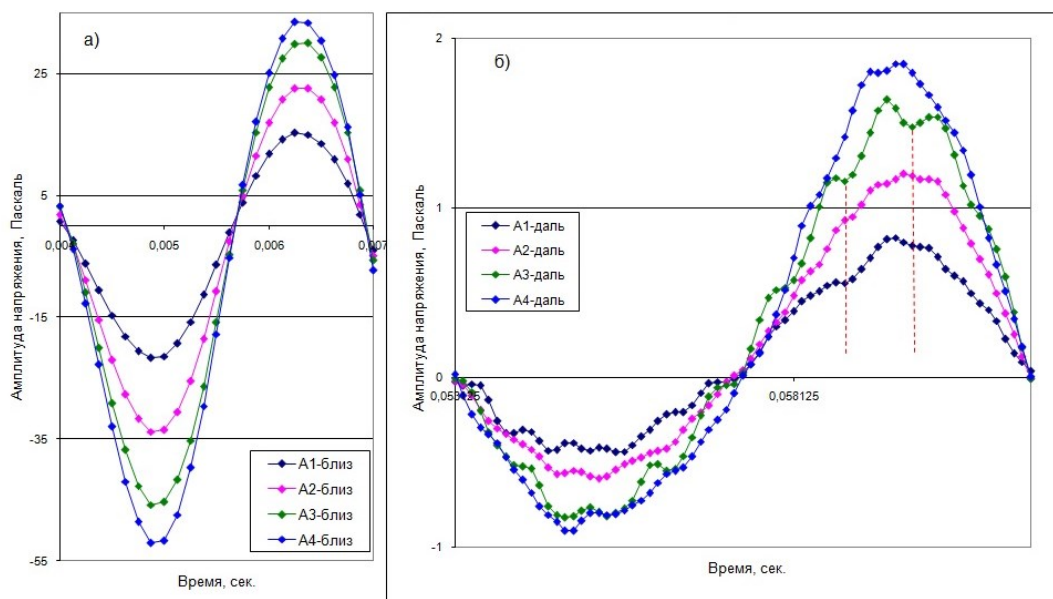 а)
25
5
-15
-35
-55
0,005
0,006
0,007
Амплитуда напряжения, Паскаль
Время, сек.
А1-близ
А2-близ
А3-близ
А4-близ
б)
2
1
0
-1
0,058125
Амплитуда напряжения, Паскаль
Время, сек.
А1-даль
А2-даль
А3-даль
А4-даль